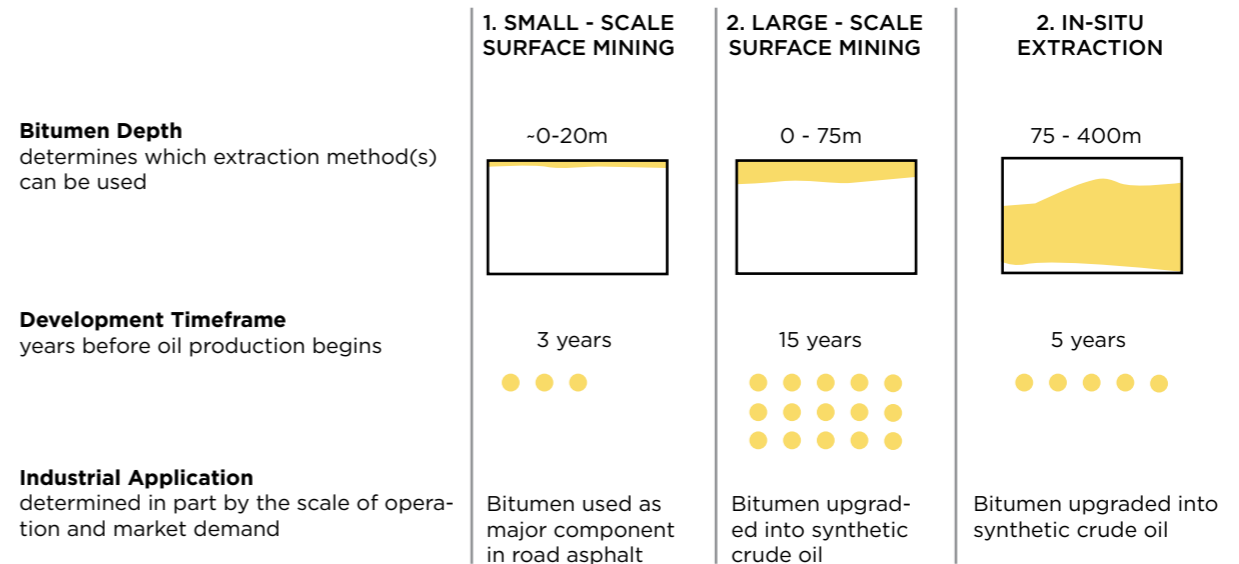 1. SMALL - SCALE
SURFACE MINING
2. LARGE - SCALE
SURFACE MINING
2. IN-SITU
EXTRACTION
Bitumen Depth
determines which extraction method(s)
can be used
~0-20m
0 - 75m
75 - 400m
Development Timeframe
years before oil production begins
3 years
15 years
5 years
Industrial Application
determined in part by the scale of opera-
tion and market demand
Bitumen used as
major component
in road asphalt
Bitumen upgrad-
ed into synthetic
crude oil
Bitumen upgraded into
synthetic crude oil